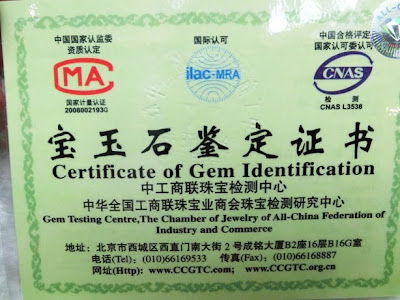 中国国家认监委
资质认定
国际认可
中国合格评定
国家认可委认可
MA
ilac-MRA
CNAS
国家计量认证
2008002193G
检 测
CNAS L3538
宝玉石鉴定证书
Certificate of Gem Identification
中工商联珠宝检测中心
中华全国工商联珠宝业商会珠宝检测研究中心
Gem Testing Centre,The Chamber of Jewelry of All-China Federation of
Industry and Commerce
地址: 北京市西城区西直门南大街 2 号成铭大厦B2座16层B16G室
电话(Tel): (010)66169533 传真(Fax): (010)66168887
网址(Http): www.CCGTC.com; www.CCGTC.org.cn